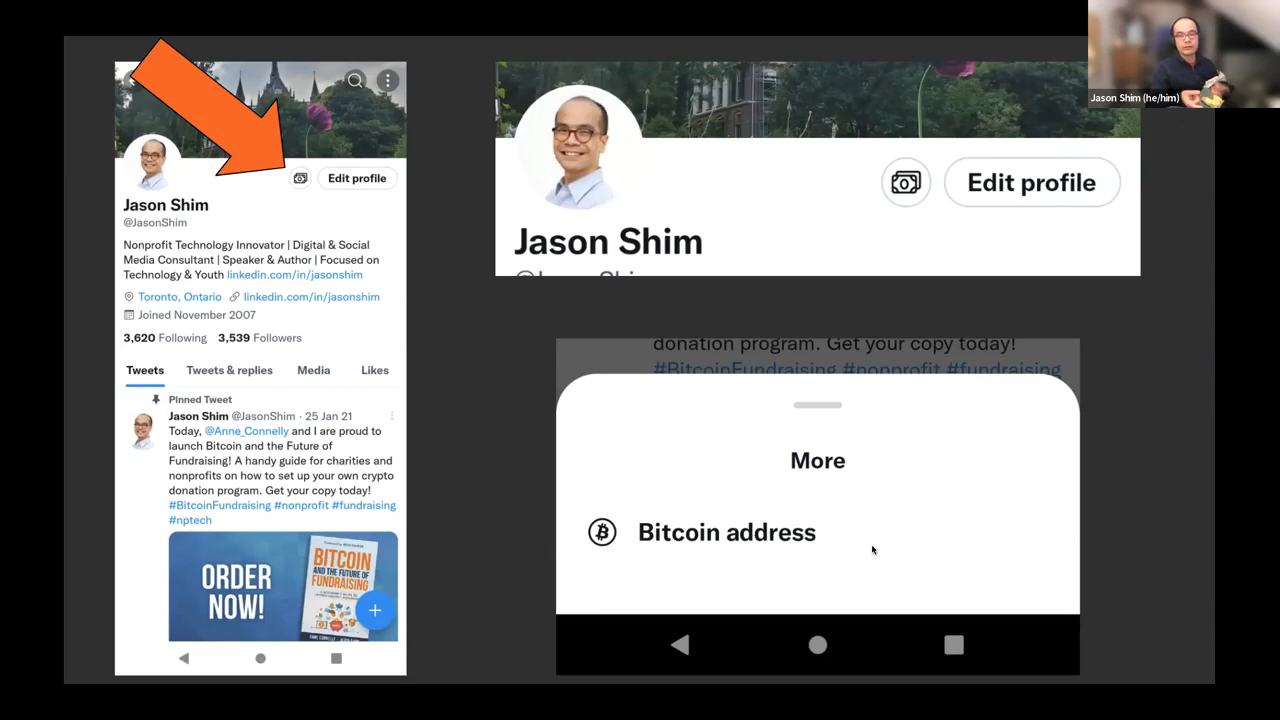 Edit profile
Jason Shim
@JasonShim
Nonprofit Technology Innovator | Digital & Social
Media Consultant | Speaker & Author | Focused on
Technology & Youth linkedin.com/in/jasonshim
Toronto, Ontario linkedin.com/in/jasonshim
Joined November 2007
3,620 Following 3,539 Followers
Tweets Tweets & replies Media Likes
Pinned Tweet
Jason Shim @JasonShim · 25 Jan 21
Today, @Anne_Connelly and I are proud to
launch Bitcoin and the Future of
Fundraising! A handy guide for charities and
nonprofits on how to set up your own crypto
donation program. Get your copy today!
#BitcoinFundraising #nonprofit #fundraising
#nptech
ORDER
NOW!
BITCOIN
AND THE FUTURE OF
FUNDRAISING
Edit profile
Jason Shim
donation program. Get your copy today!
#BitcoinFundraising #nonprofit #fundraising
More
Bitcoin address
Jason Shim (he/him)